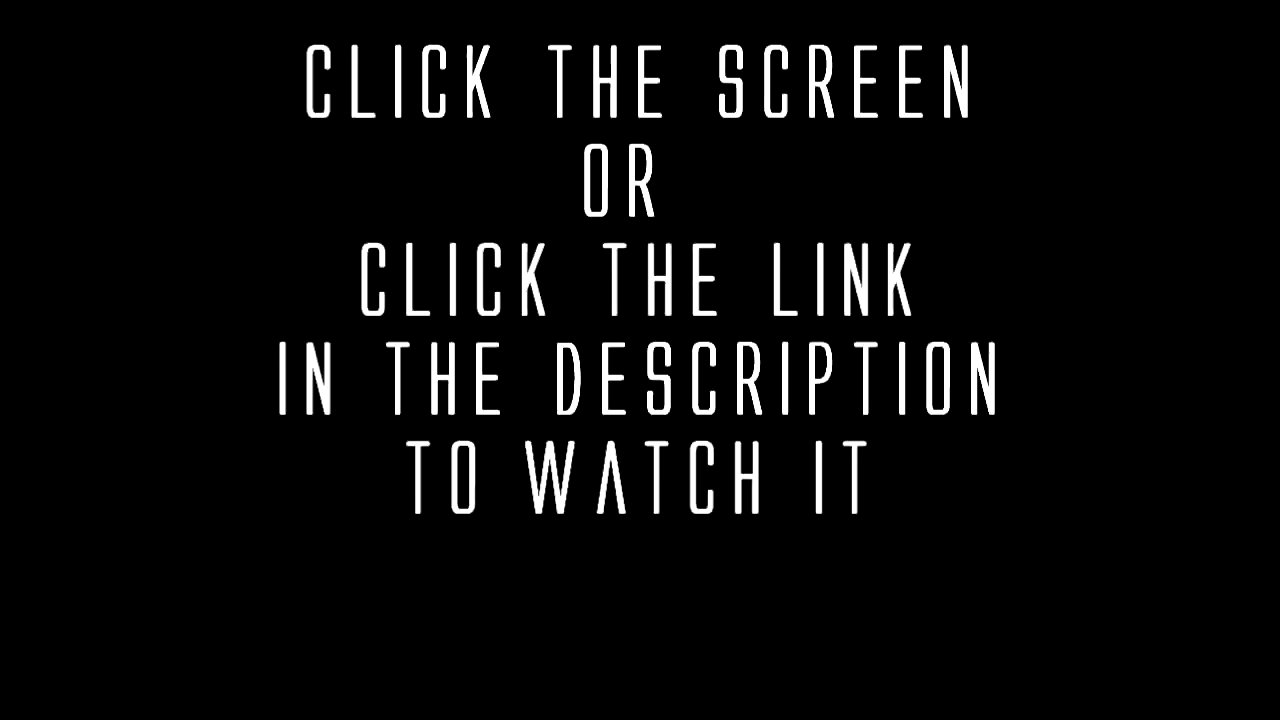 CLICK THE SCREEN
OR
CLICK THE LINK
IN THE DESCRIPTION
TO WATCH IT